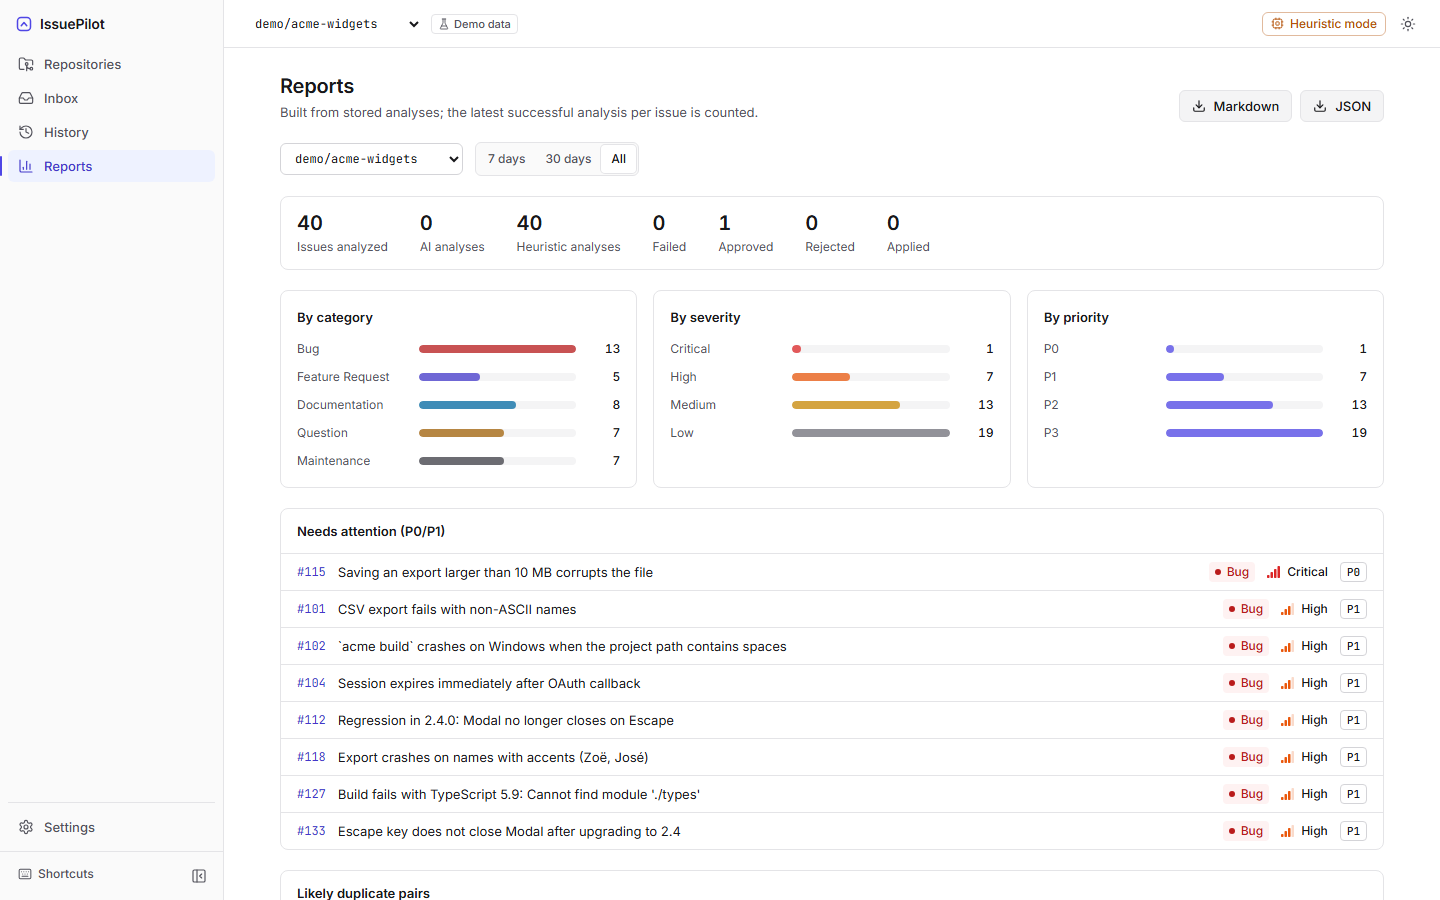 IssuePilot
Repositories
Inbox
History
Reports
Settings
Shortcuts
demo/acme-widgets
Demo data
Heuristic mode
Reports
Built from stored analyses; the latest successful analysis per issue is counted.
Markdown
JSON
demo/acme-widgets
7 days 30 days All
40 0 40 0 1 0 0
Issues analyzed AI analyses Heuristic analyses Failed Approved Rejected Applied
By category
Bug 13
Feature Request 5
Documentation 8
Question 7
Maintenance 7
By severity
Critical 1
High 7
Medium 13
Low 19
By priority
P0 1
P1 7
P2 13
P3 19
Needs attention (P0/P1)
#115 Saving an export larger than 10 MB corrupts the file Bug Critical P0
#101 CSV export fails with non-ASCII names Bug High P1
#102 `acme build` crashes on Windows when the project path contains spaces Bug High P1
#104 Session expires immediately after OAuth callback Bug High P1
#112 Regression in 2.4.0: Modal no longer closes on Escape Bug High P1
#118 Export crashes on names with accents (Zoë, José) Bug High P1
#127 Build fails with TypeScript 5.9: Cannot find module './types' Bug High P1
#133 Escape key does not close Modal after upgrading to 2.4 Bug High P1
Likely duplicate pairs